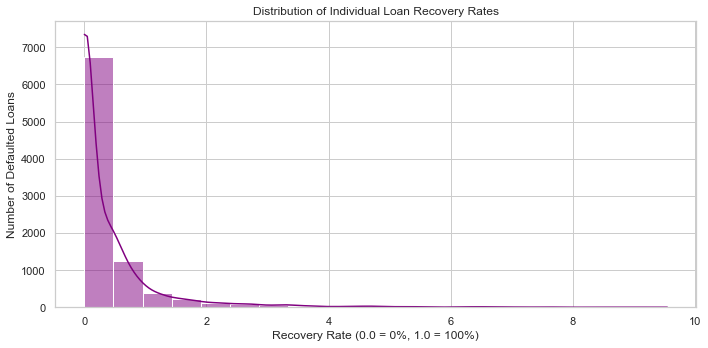 Distribution of Individual Loan Recovery Rates
Number of Defaulted Loans
7000
6000
5000
4000
3000
2000
1000
0
0 2 4 6 8 10
Recovery Rate (0.0 = 0%, 1.0 = 100%)